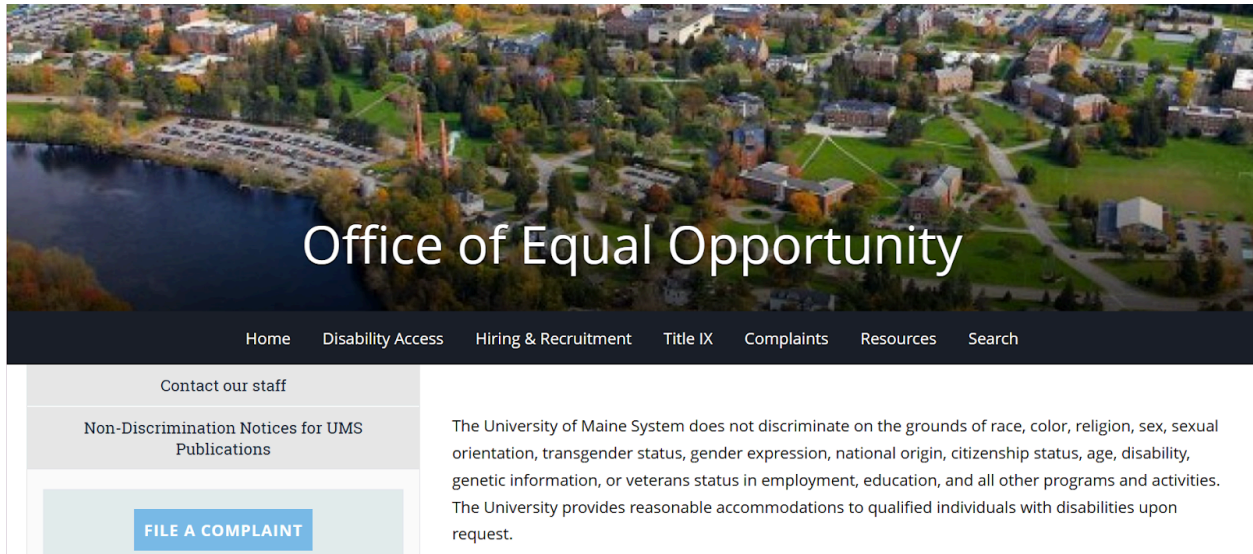 Office of Equal Opportunity
Home Disability Access Hiring & Recruitment Title IX Complaints Resources Search
Contact our staff
Non-Discrimination Notices for UMS
Publications
FILE A COMPLAINT
The University of Maine System does not discriminate on the grounds of race, color, religion, sex, sexual
orientation, transgender status, gender expression, national origin, citizenship status, age, disability,
genetic information, or veterans status in employment, education, and all other programs and activities.
The University provides reasonable accommodations to qualified individuals with disabilities upon
request.